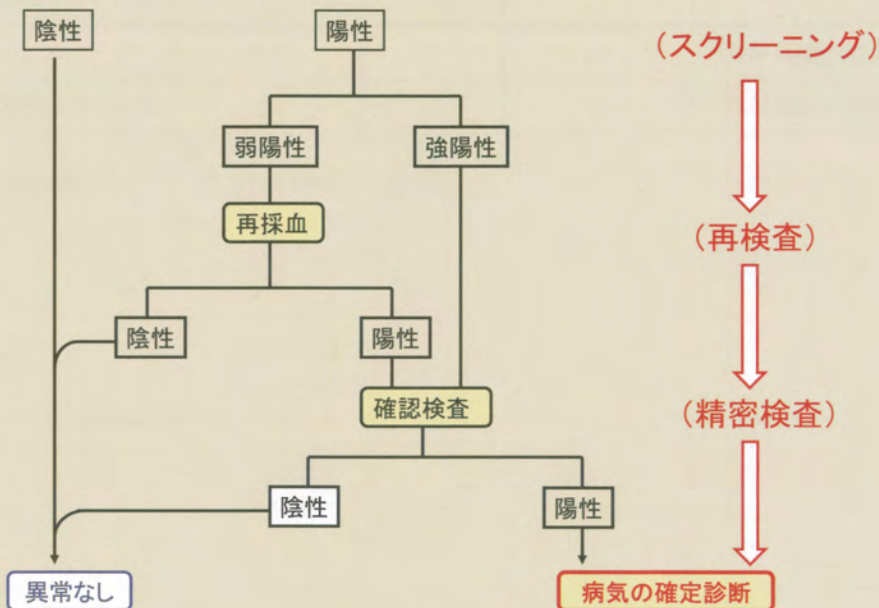 陰性
陽性
(スクリーニング)
弱陽性
強陽性
再採血
(再検査)
陰性
陽性
確認検査
(精密検査)
陰性
陽性
異常なし
病気の確定診断